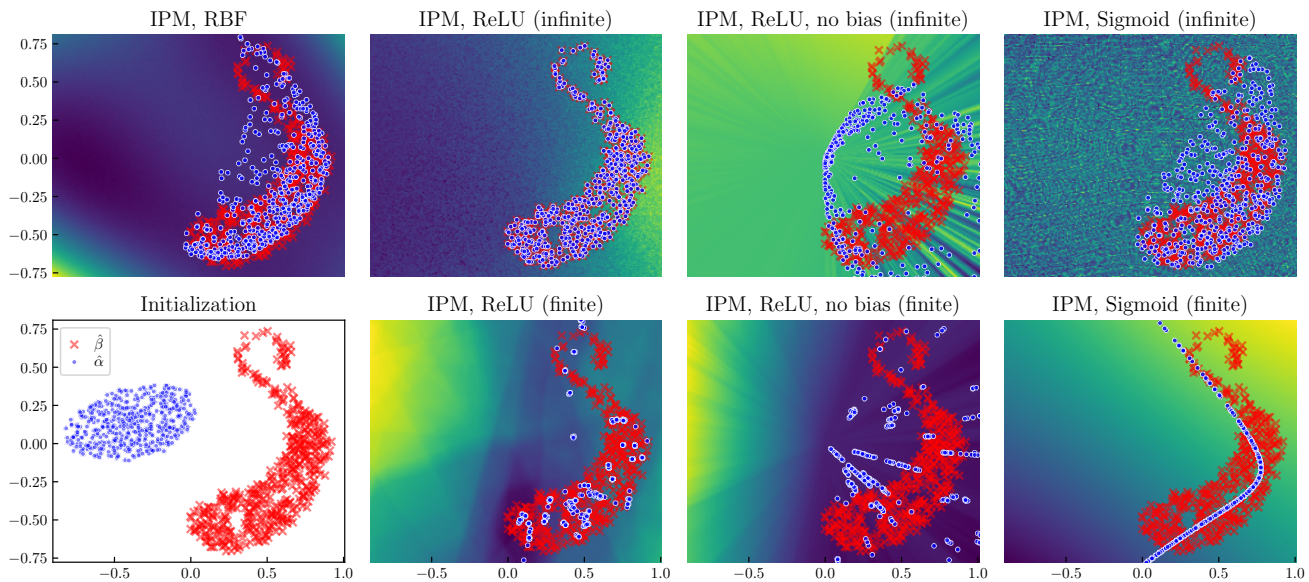 IPM, RBF
IPM, ReLU (infinite)
IPM, ReLU, no bias (infinite)
IPM, Sigmoid (infinite)
0.75
0.50
0.25
0.00
−0.25
−0.50
−0.75
Initialization
IPM, ReLU (finite)
IPM, ReLU, no bias (finite)
IPM, Sigmoid (finite)
0.75
0.50
0.25
0.00
−0.25
−0.50
−0.75
β̂
α̂
−0.5 0.0 0.5 1.0
−0.5 0.0 0.5 1.0
−0.5 0.0 0.5 1.0
−0.5 0.0 0.5 1.0